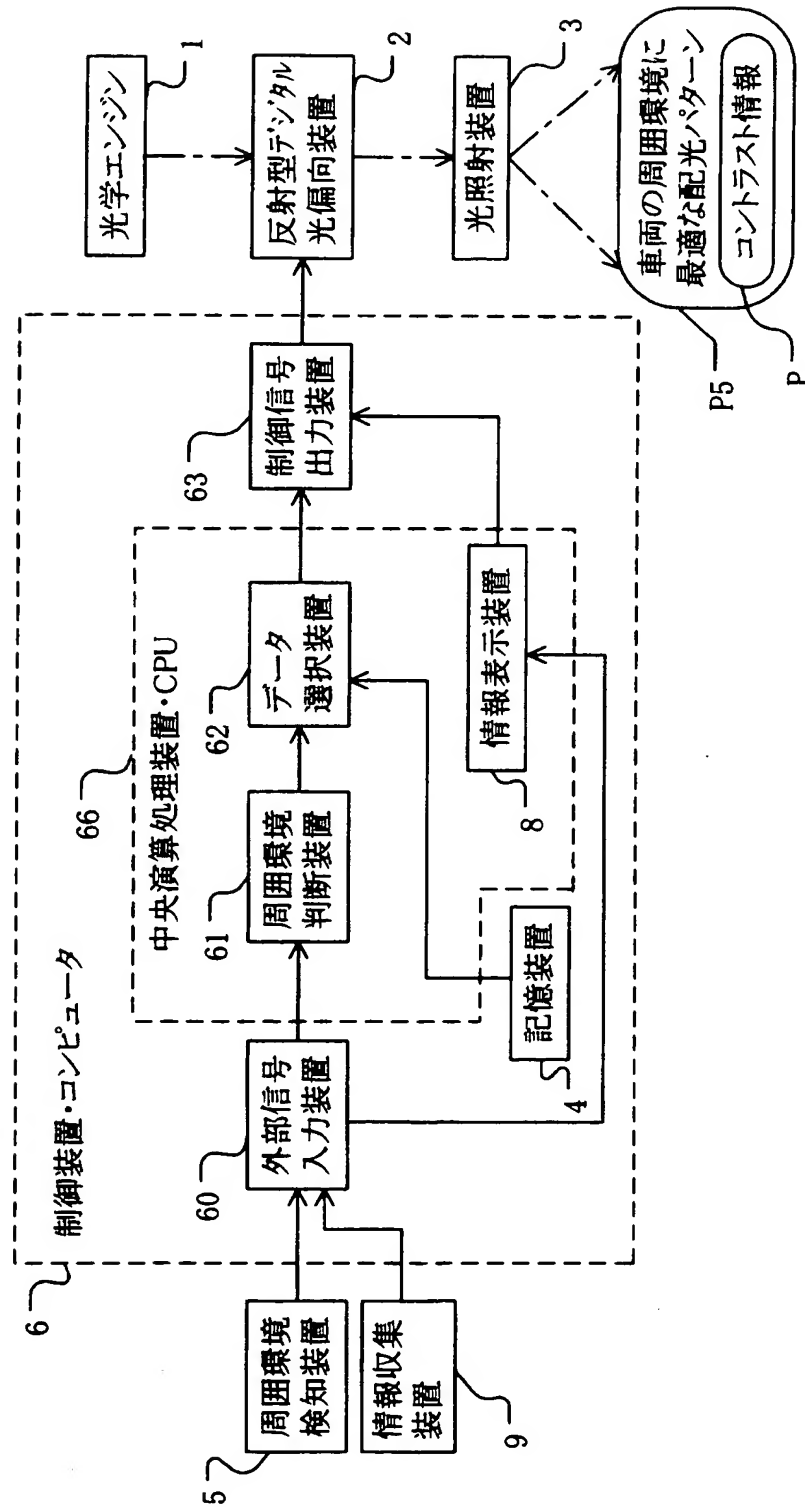 光学エンジン
1
反射型デジタル
光偏向装置
2
光照射装置
3
車両の周囲環境に
最適な配光パターン
コントラスト情報
P5
P
制御信号
出力装置
63
中央演算処理装置・CPU
66
データ
選択装置
62
周囲環境
判断装置
61
情報表示装置
8
記憶装置
4
制御装置・コンピュータ
6
外部信号
入力装置
60
周囲環境
検知装置
5
情報収集
装置
9